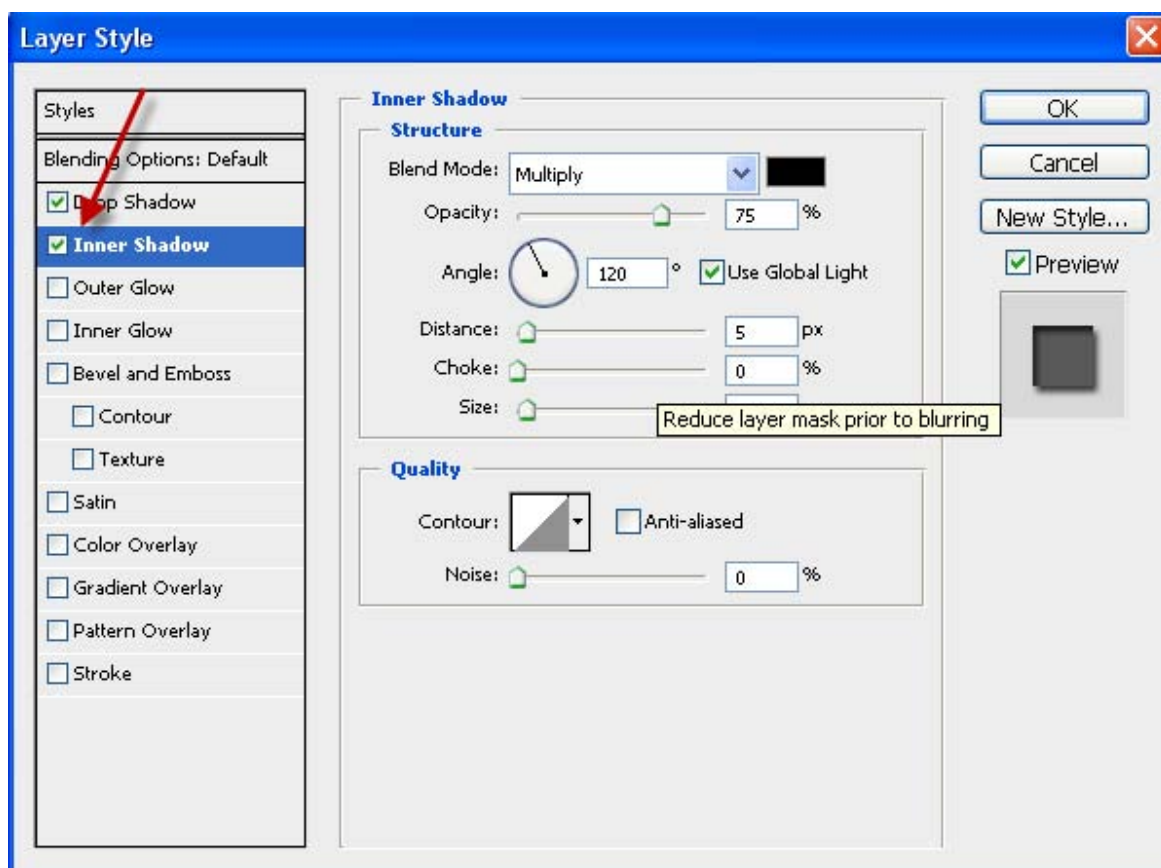 Layer Style
Styles
Blending Options: Default
Drop Shadow
Inner Shadow
Outer Glow
Inner Glow
Bevel and Emboss
Contour
Texture
Satin
Color Overlay
Gradient Overlay
Pattern Overlay
Stroke
Inner Shadow
Structure
Blend Mode: Multiply
Opacity: 75 %
Angle: 120 ° Use Global Light
Distance: 5 px
Choke: 0 %
Size:
Reduce layer mask prior to blurring
Quality
Contour: Anti-aliased
Noise: 0 %
OK
Cancel
New Style...
Preview